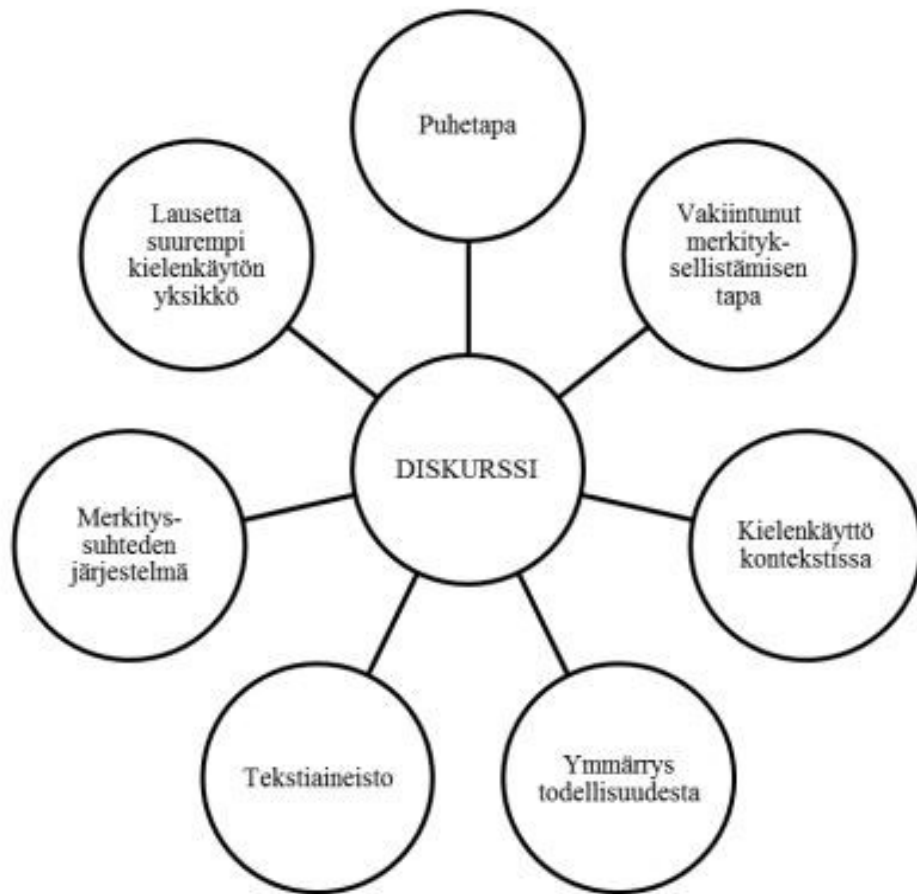 Puhetapa
Lausetta
suurempi
kielenkäytön
yksikkö
Vakiintunut
merkityk-
sellistämisen
tapa
DISKURSSI
Merkitys-
suhteden
järjestelmä
Kielenkäyttö
kontekstissa
Tekstiaineisto
Ymmärrys
todellisuudesta